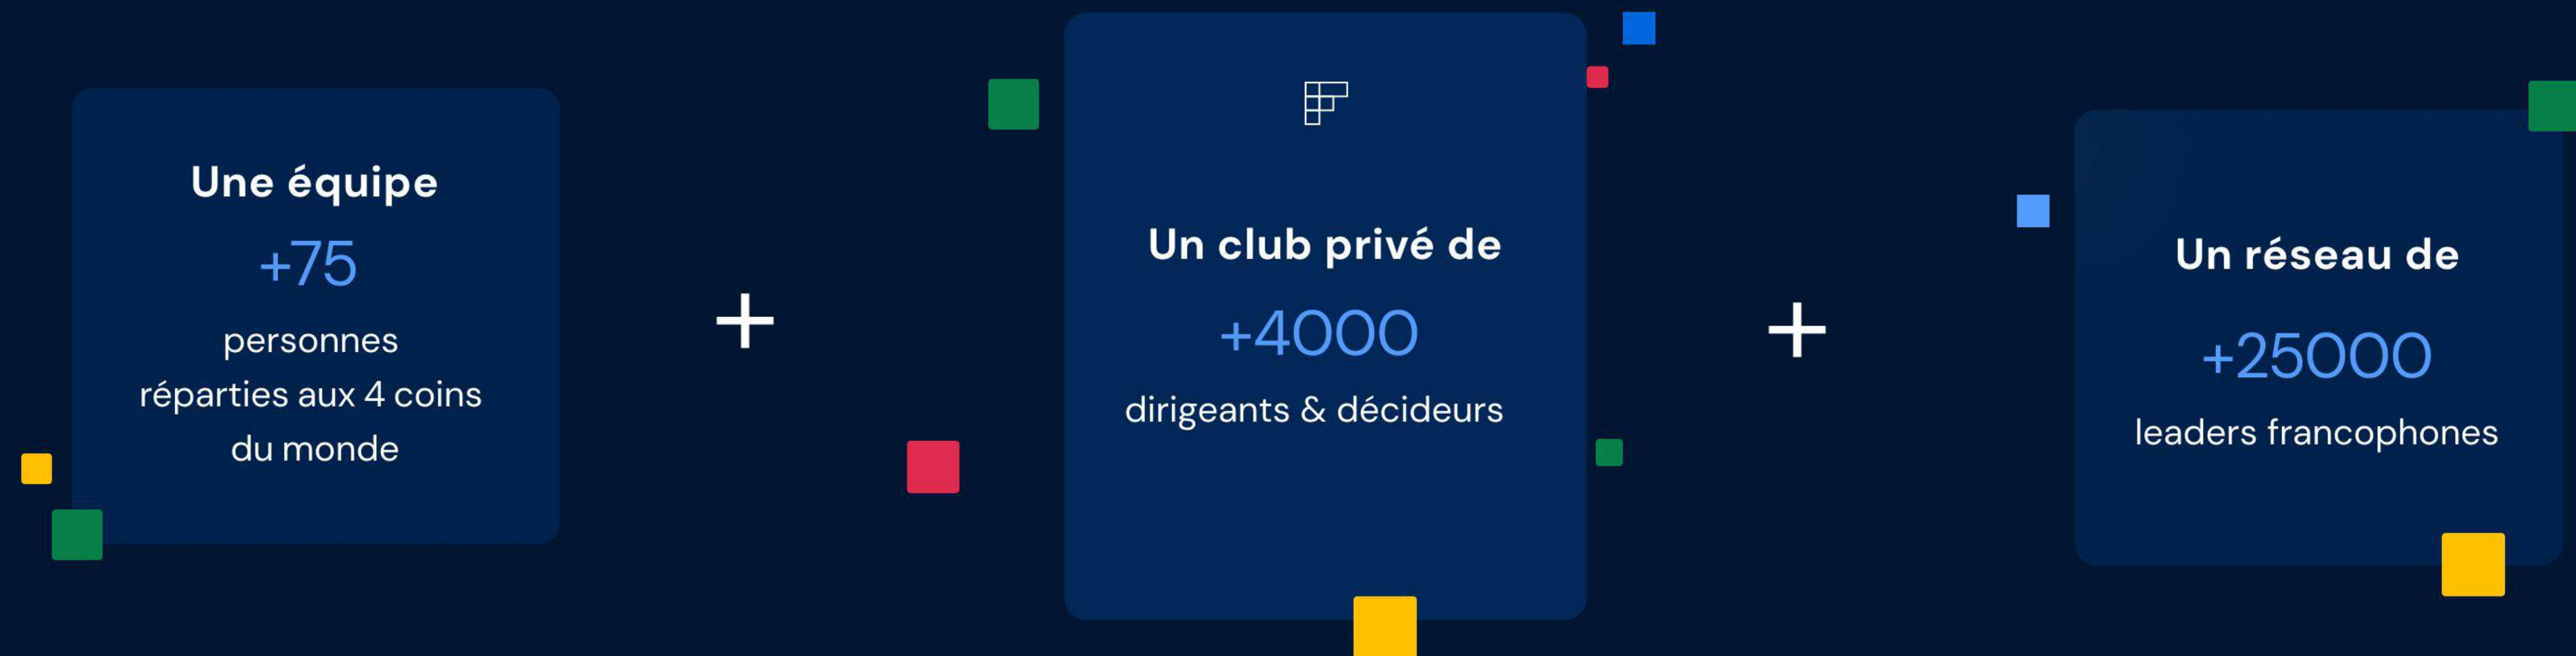 Une équipe
+75
personnes
réparties aux 4 coins
du monde
+
Un club privé de
+4000
dirigeants & décideurs
+
Un réseau de
+25000
leaders francophones